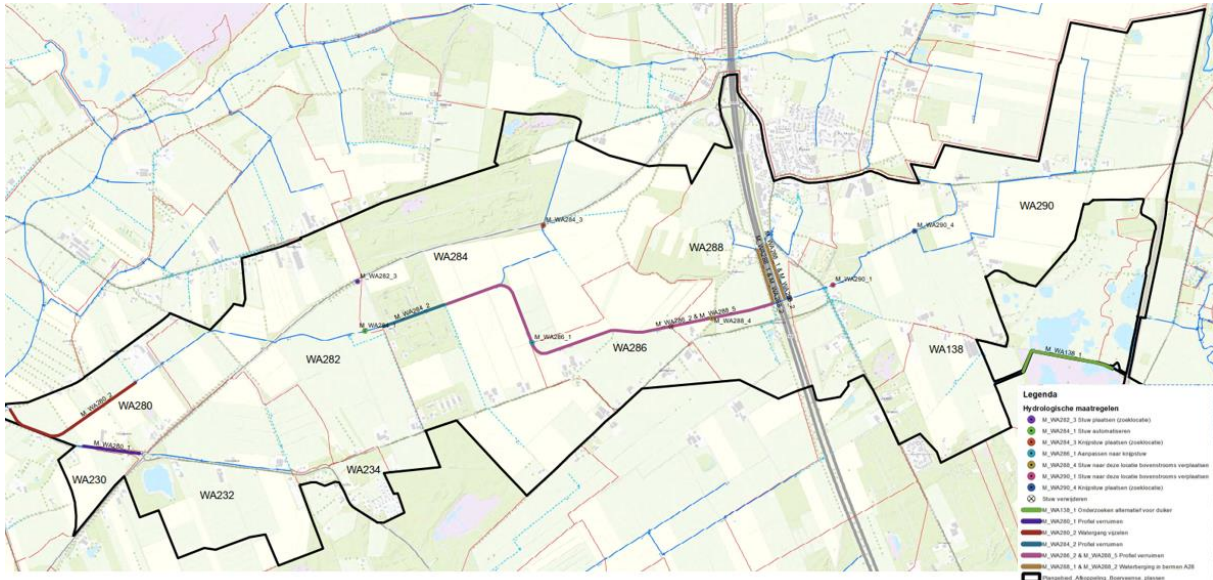 WA290
M_WA284_3
M_WA290_4
WA288
WA284
M_WA282_3
M_WA290_1
M_WA284_2
M_WA286_2 & M_WA288_5
M_WA288_4
M_WA286_1
WA286
WA282
WA138
M_WA138_1
WA280
M_WA280_2
M_WA280_1
WA234
WA230
WA232
Legenda
Hydrologische maatregelen
M_WA282_3 Stuw plaatsen (zoeklocatie)
M_WA284_1 Stuw automatiseren
M_WA284_3 Knijpstuw plaatsen (zoeklocatie)
M_WA286_1 Aanpassen naar knijpstuw
M_WA288_4 Stuw naar deze locatie bovenstrooms verplaatsen
M_WA290_1 Stuw naar deze locatie bovenstrooms verplaatsen
M_WA290_4 Knijpstuw plaatsen (zoeklocatie)
Stuw verwijderen
M_WA138_1 Onderzoeken alternatief voor duiker
M_WA280_1 Profiel verruimen
M_WA280_2 Watergang vijzelen
M_WA284_2 Profiel verruimen
M_WA286_2 & M_WA288_5 Profiel verruimen
M_WA288_1 & M_WA288_2 Waterberging in bermen A28